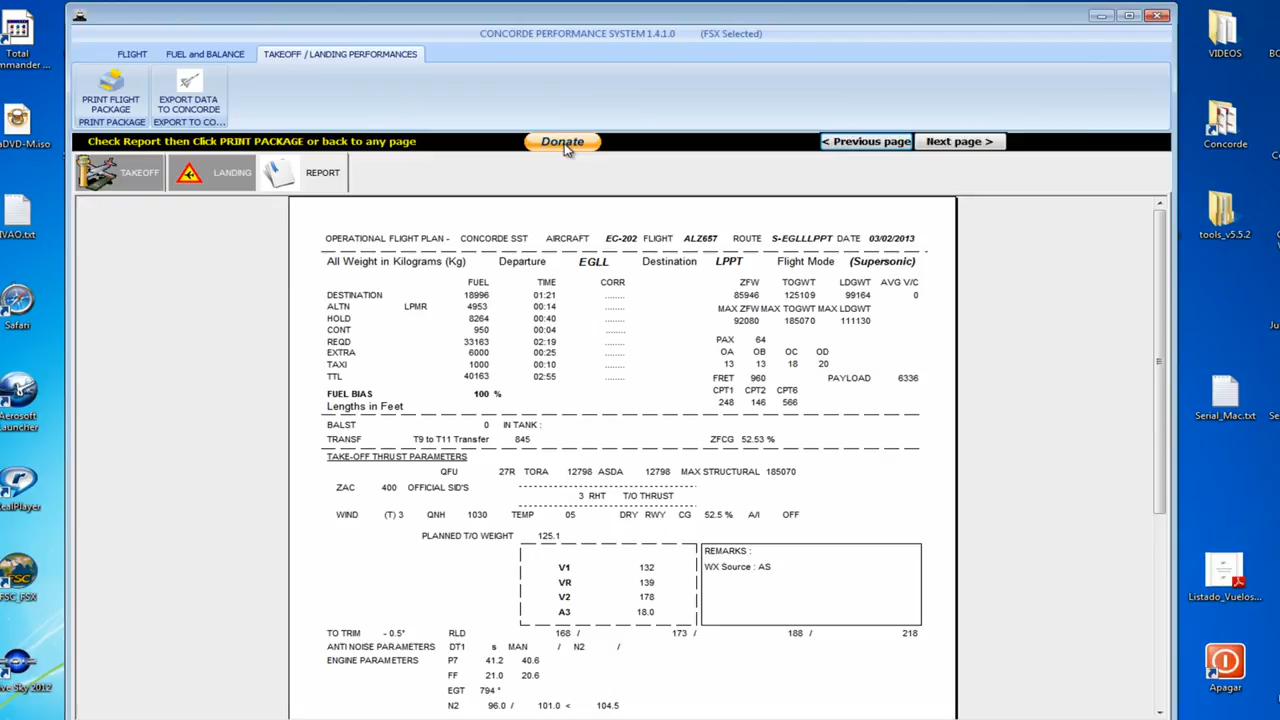 CONCORDE PERFORMANCE SYSTEM 1.4.1.0 (FSX Selected)
FLIGHT FUEL and BALANCE TAKEOFF / LANDING PERFORMANCES
PRINT FLIGHT PACKAGE
EXPORT DATA TO CONCORDE
PRINT PACKAGE EXPORT TO CO...
Check Report then Click PRINT PACKAGE or back to any page Donate < Previous page Next page >
TAKEOFF LANDING REPORT
OPERATIONAL FLIGHT PLAN - CONCORDE SST AIRCRAFT EC-202 FLIGHT ALZ657 ROUTE S-EGLLLPPT DATE 03/02/2013
All Weight in Kilograms (Kg) Departure EGLL Destination LPPT Flight Mode (Supersonic)
FUEL TIME CORR ZFW TOGWT LDGWT AVG V/C
DESTINATION 18996 01:21 ........ 85946 125109 99164 0
ALTN LPMR 4953 00:14 ........ MAX ZFW MAX TOGWT MAX LDGWT
HOLD 8264 00:40 ........ 92080 185070 111130
CONT 950 00:04 ........
REQD 33163 02:19 ........ PAX 64
EXTRA 6000 00:25 ........ OA OB OC OD
TAXI 1000 00:10 ........ 13 13 18 20
TTL 40163 02:55 ........ FRET 960 PAYLOAD 6336
FUEL BIAS 100 % CPT1 CPT2 CPT6
Lengths in Feet 248 146 566
BALST 0 IN TANK :
TRANSF T9 to T11 Transfer 845 ZFCG 52.53 %
TAKE-OFF THRUST PARAMETERS
QFU 27R TORA 12798 ASDA 12798 MAX STRUCTURAL 185070
ZAC 400 OFFICIAL SID'S
3 RHT T/O THRUST
WIND (T) 3 QNH 1030 TEMP 05 DRY RWY CG 52.5 % A/I OFF
PLANNED T/O WEIGHT 125.1
REMARKS :
V1 132 WX Source : AS
VR 139
V2 178
A3 18.0
TO TRIM - 0.5° RLD 168 / 173 / 188 / 218
ANTI NOISE PARAMETERS DT1 s MAN / N2 /
ENGINE PARAMETERS P7 41.2 40.6
FF 21.0 20.6
EGT 794 °
N2 96.0 / 101.0 < 104.5
Total
mmander ...
aDVD-M.iso
IVAO.txt
Safari
Aerosoft
Launcher
RealPlayer
FSC_FSX
ive Sky 2012
VIDEOS
Concorde
tools_v5.5.2
Serial_Mac.txt
Listado_Vuelos...
Apagar